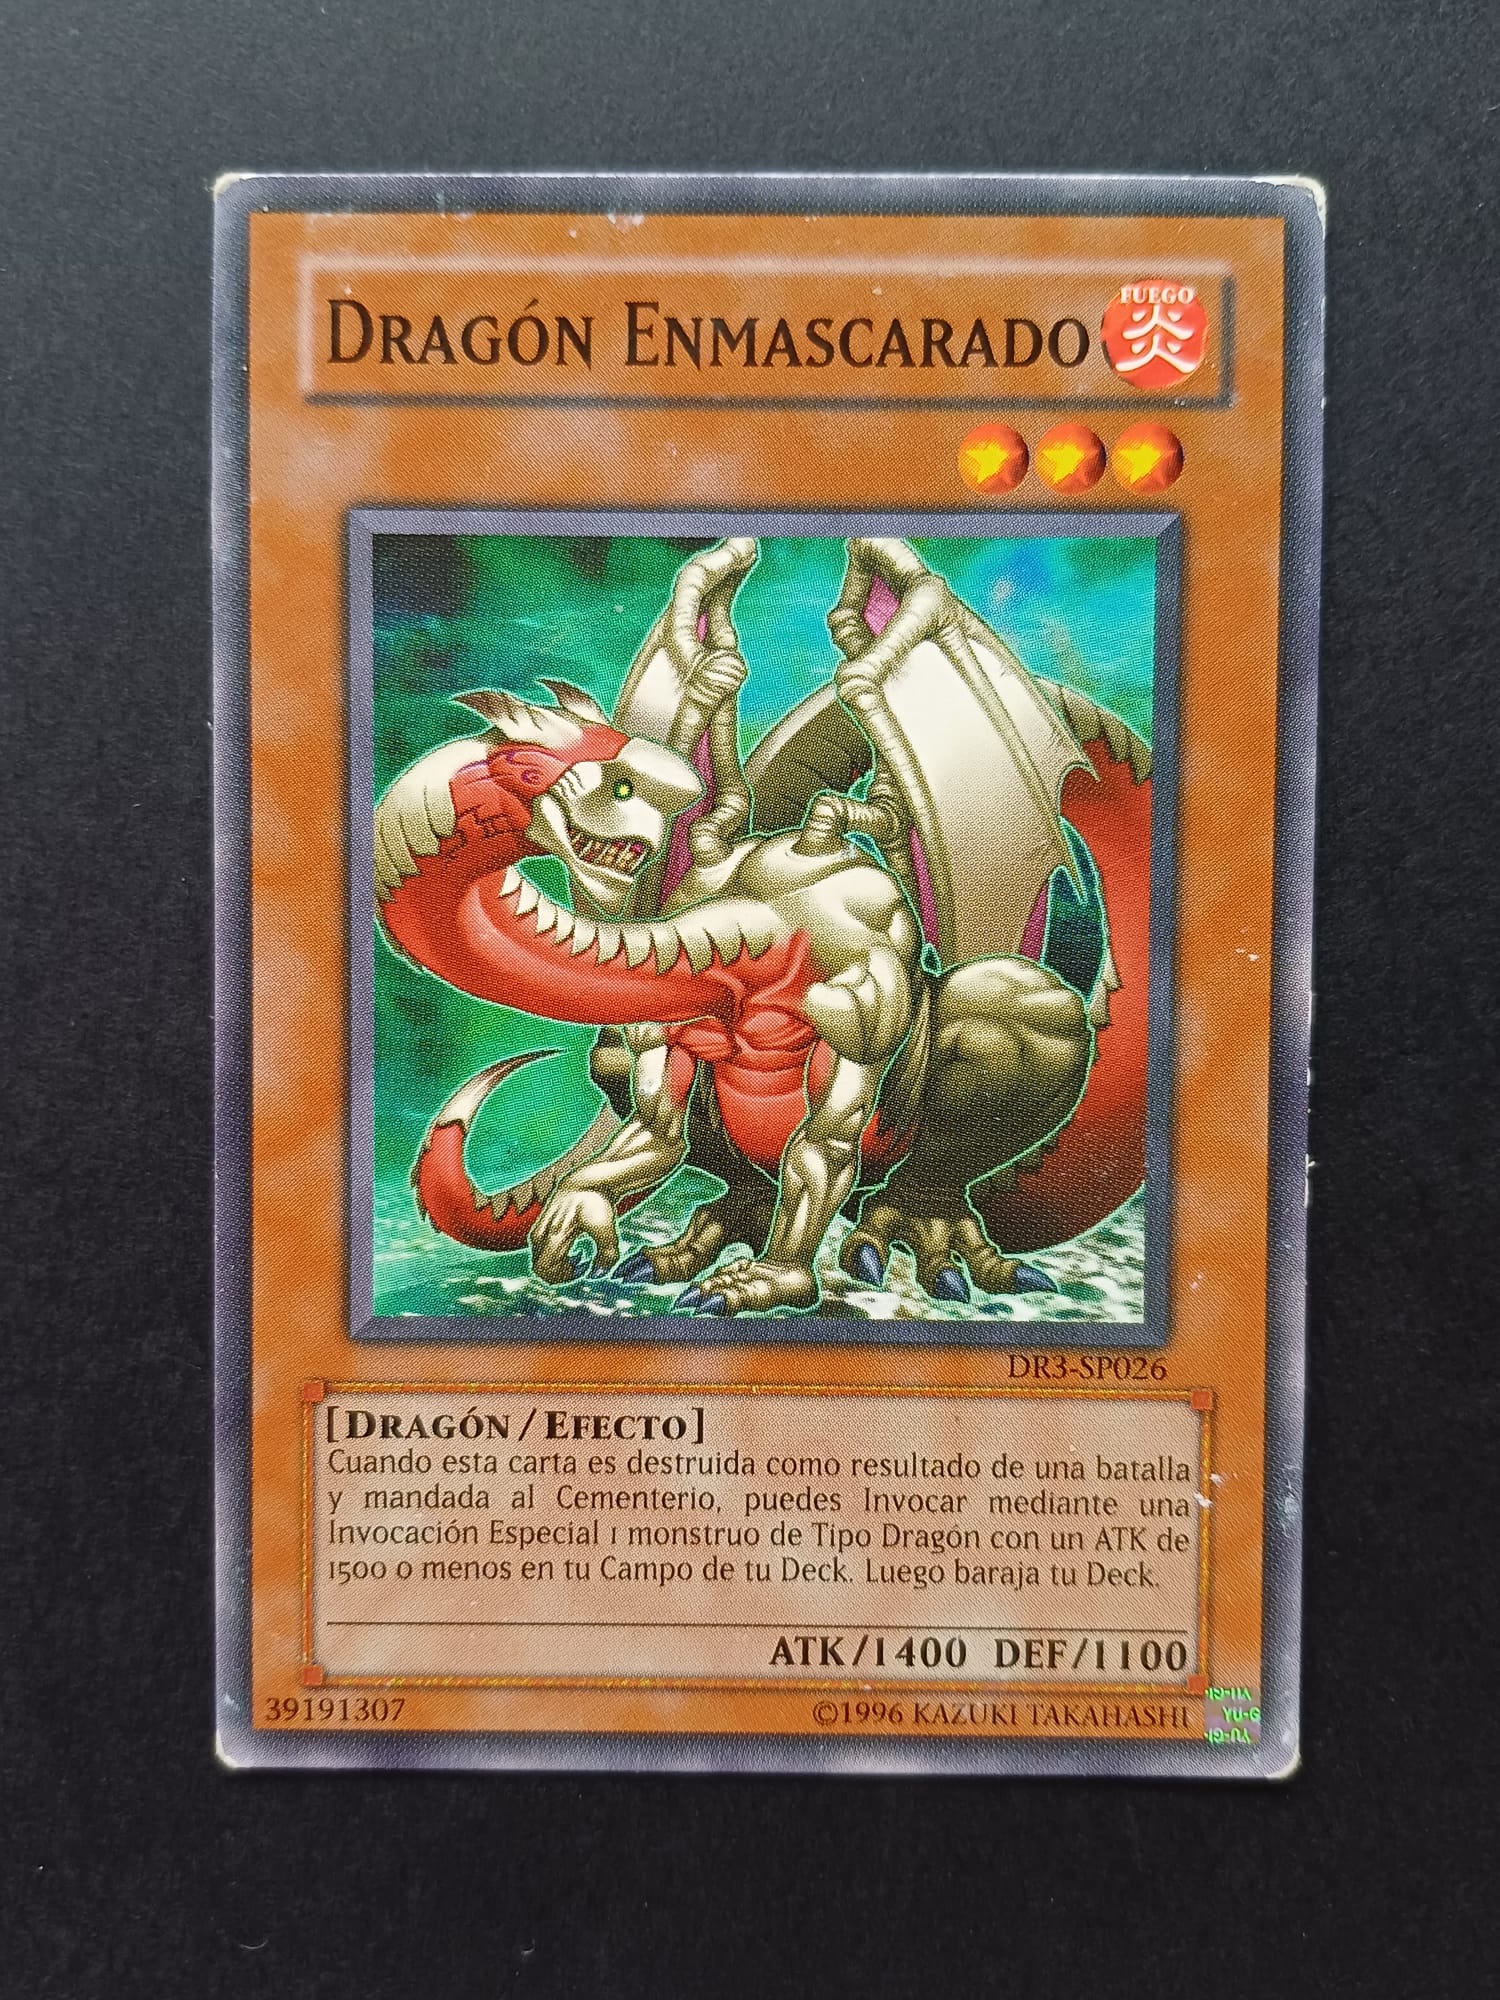 DRAGÓN ENMASCARADO
FUEGO
炎
DR3-SP026
[DRAGÓN/EFECTO]
Cuando esta carta es destruida como resultado de una batalla
y mandada al Cementerio, puedes Invocar mediante una
Invocación Especial 1 monstruo de Tipo Dragón con un ATK de
1500 o menos en tu Campo de tu Deck. Luego baraja tu Deck.
ATK/1400 DEF/1100
39191307
©1996 KAZUKI TAKAHASHI
YU-G